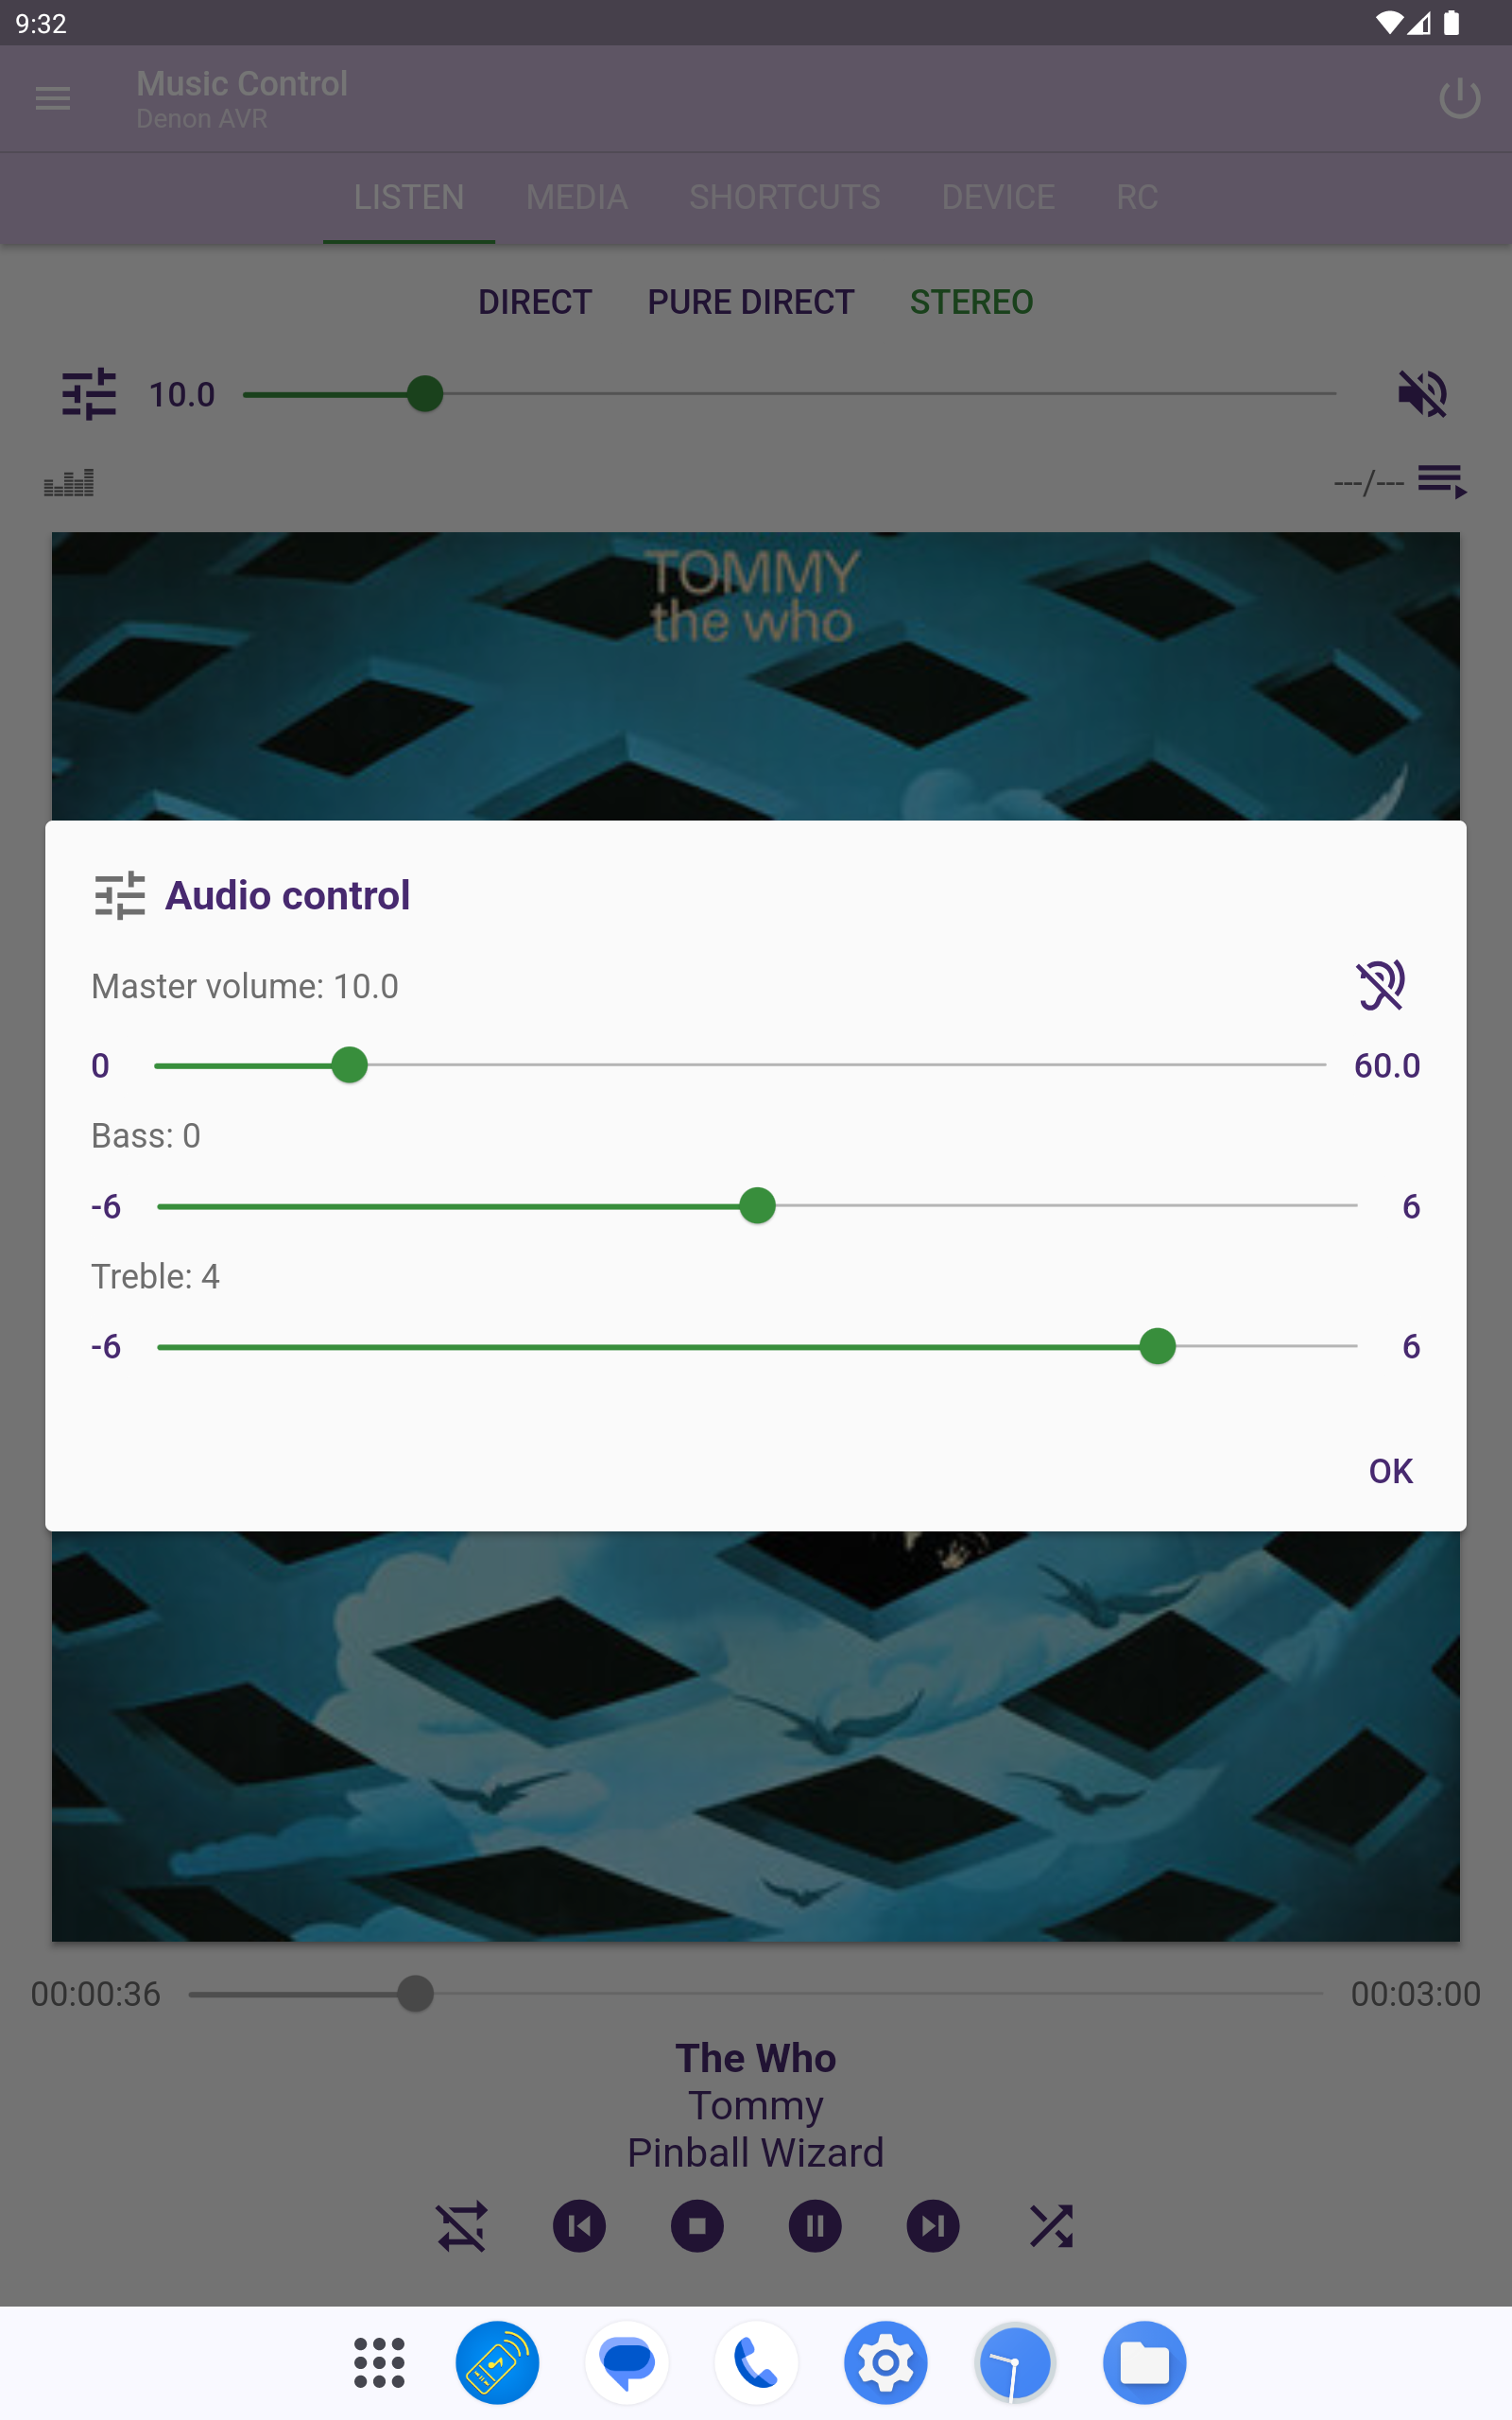 9:32
Music Control
Denon AVR
LISTEN MEDIA SHORTCUTS DEVICE RC
DIRECT PURE DIRECT STEREO
10.0
---/---
TOMMY
the who
Audio control
Master volume: 10.0
0 60.0
Bass: 0
-6 6
Treble: 4
-6 6
OK
00:00:36 00:03:00
The Who
Tommy
Pinball Wizard